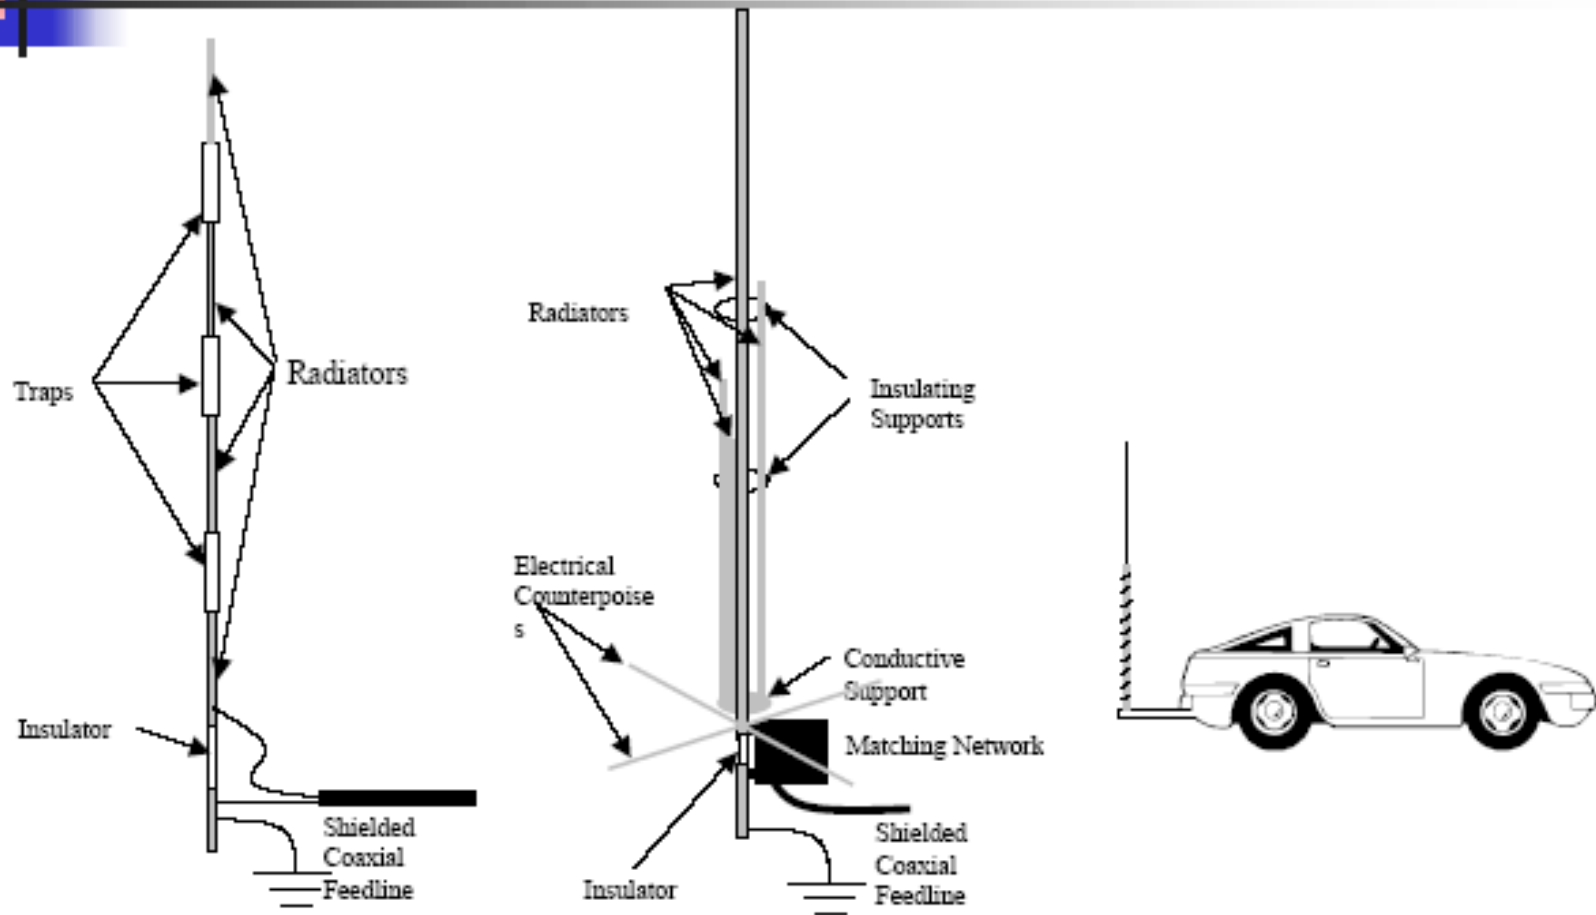 Traps
Radiators
Insulator
Shielded
Coaxial
Feedline
Radiators
Insulating
Supports
Electrical
Counterpoise
s
Conductive
Support
Matching Network
Insulator
Shielded
Coaxial
Feedline